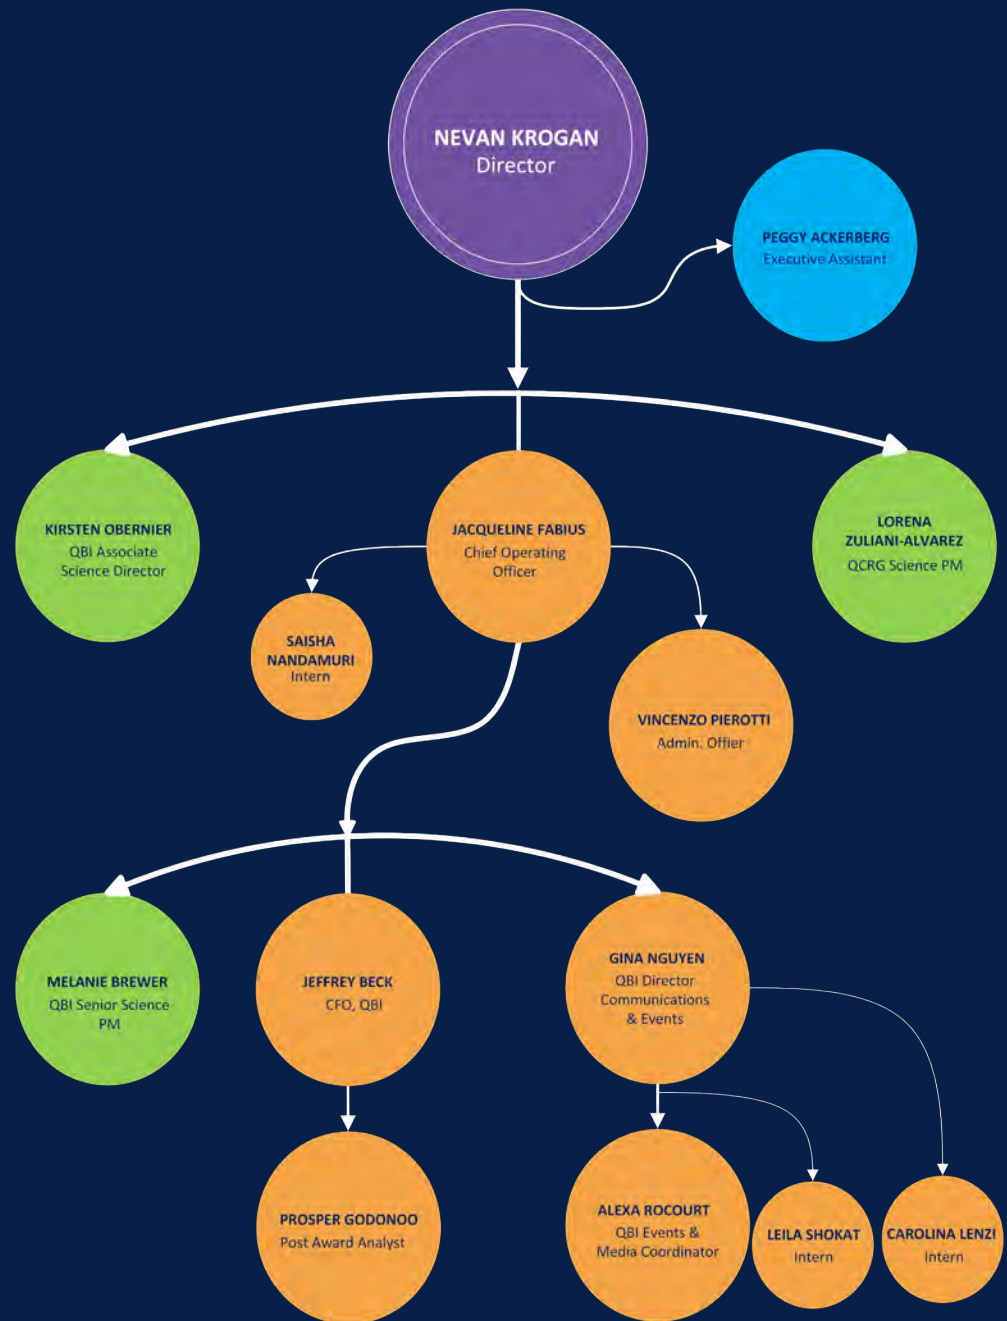 NEVAN KROGAN
Director
PEGGY ACKERBERG
Executive Assistant
KIRSTEN OBERNIER
QBI Associate
Science Director
JACQUELINE FABIUS
Chief Operating
Officer
LORENA
ZULIANI-ALVAREZ
QCRG Science PM
SAISHA
NANDAMURI
Intern
VINCENZO PIEROTTI
Admin. Offier
MELANIE BREWER
QBI Senior Science
PM
JEFFREY BECK
CFO, QBI
GINA NGUYEN
QBI Director
Communications
& Events
PROSPER GODONOO
Post Award Analyst
ALEXA ROCOURT
QBI Events &
Media Coordinator
LEILA SHOKAT
Intern
CAROLINA LENZI
Intern